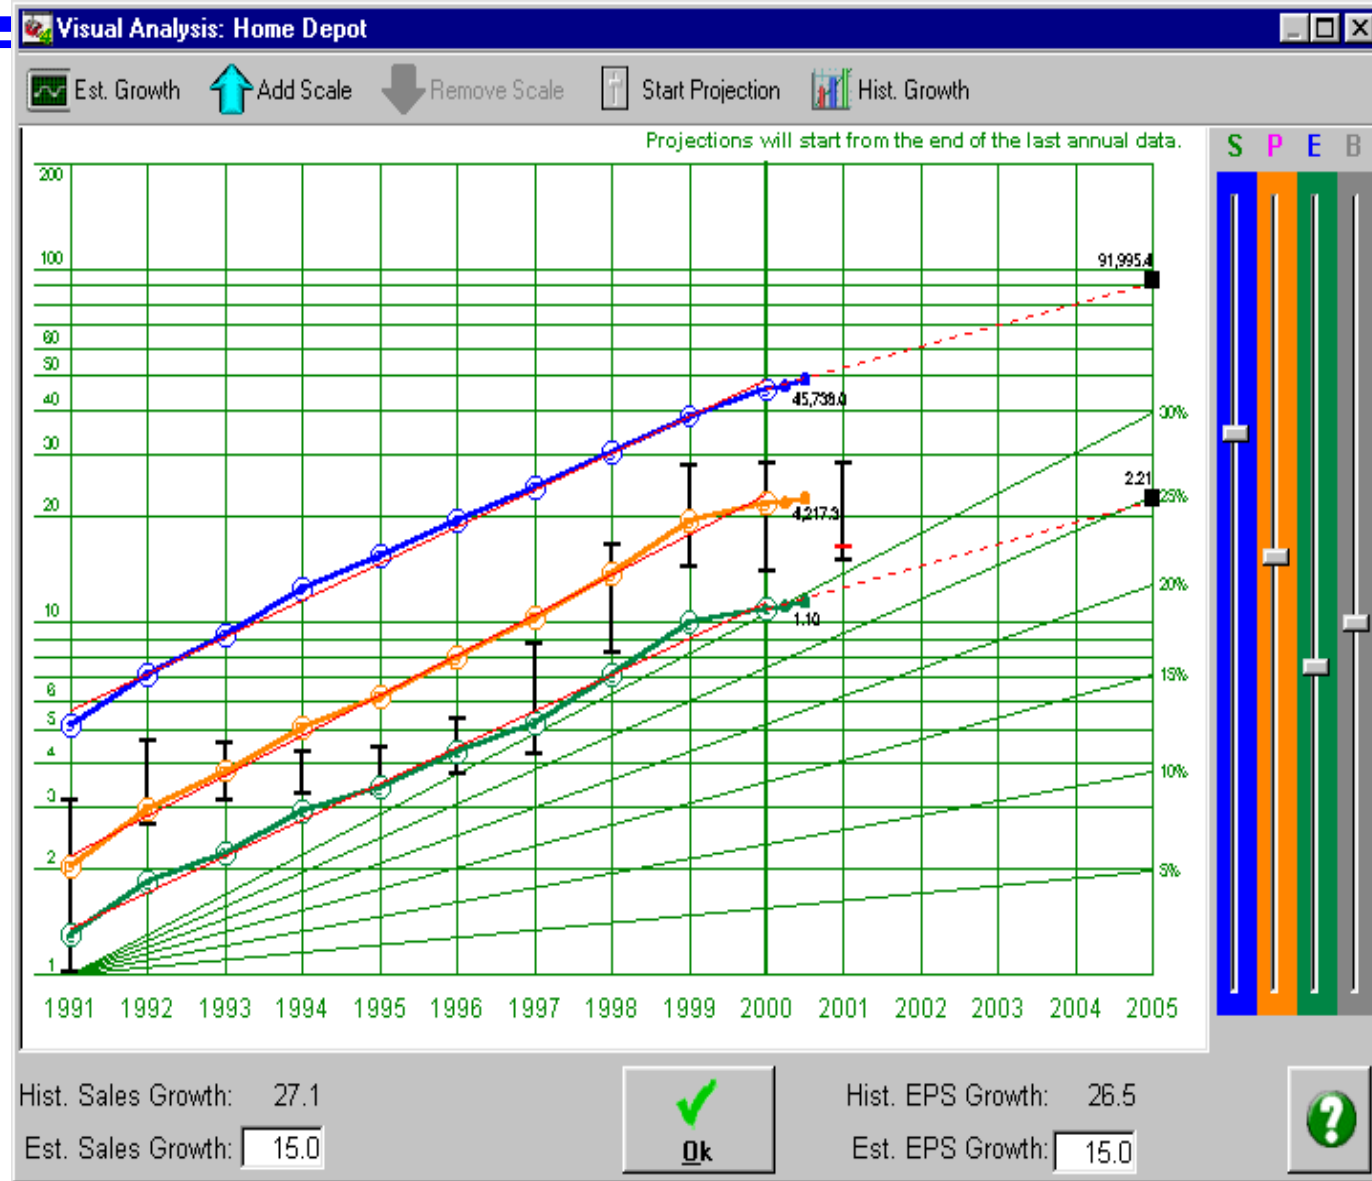 Visual Analysis: Home Depot
Est. Growth Add Scale Remove Scale Start Projection Hist. Growth
Projections will start from the end of the last annual data.
S P E B
200
100
91,995.4
60
50
40
45,738.0
30%
30
2.21
25%
20
4,217.3
20%
10
1.10
15%
6
5
4
10%
3
2
5%
1
1991 1992 1993 1994 1995 1996 1997 1998 1999 2000 2001 2002 2003 2004 2005
Hist. Sales Growth: 27.1
Est. Sales Growth: 15.0
Ok
Hist. EPS Growth: 26.5
Est. EPS Growth: 15.0
?